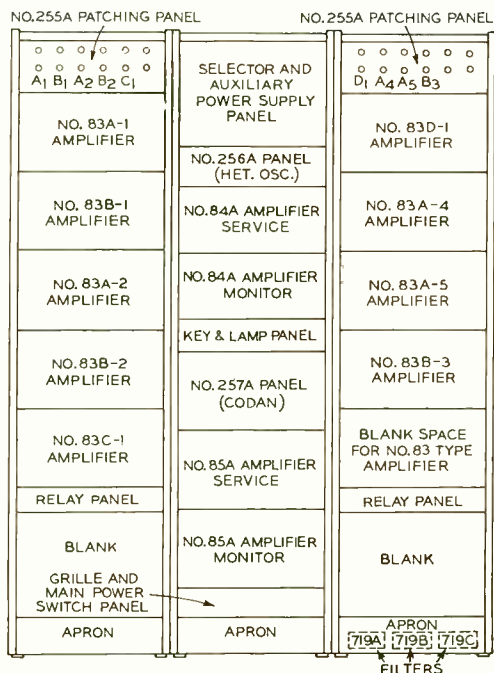 NO.255A PATCHING PANEL
A1 B1 A2 B2 C1
NO. 83A-1
AMPLIFIER
NO. 83B-1
AMPLIFIER
NO. 83A-2
AMPLIFIER
NO. 83B-2
AMPLIFIER
NO. 83C-1
AMPLIFIER
RELAY PANEL
BLANK
GRILLE AND
MAIN POWER
SWITCH PANEL
APRON
SELECTOR AND
AUXILIARY
POWER SUPPLY
PANEL
NO.256A PANEL
(HET. OSC.)
NO.84A AMPLIFIER
SERVICE
NO.84A AMPLIFIER
MONITOR
KEY & LAMP PANEL
NO.257A PANEL
(CODAN)
NO.85A AMPLIFIER
SERVICE
NO.85A AMPLIFIER
MONITOR
APRON
NO.255A PATCHING PANEL
D1 A4 A5 B3
NO. 83D-1
AMPLIFIER
NO. 83A-4
AMPLIFIER
NO. 83A-5
AMPLIFIER
NO. 83B-3
AMPLIFIER
BLANK SPACE
FOR NO.83 TYPE
AMPLIFIER
RELAY PANEL
BLANK
APRON
719A 719B 719C
FILTERS